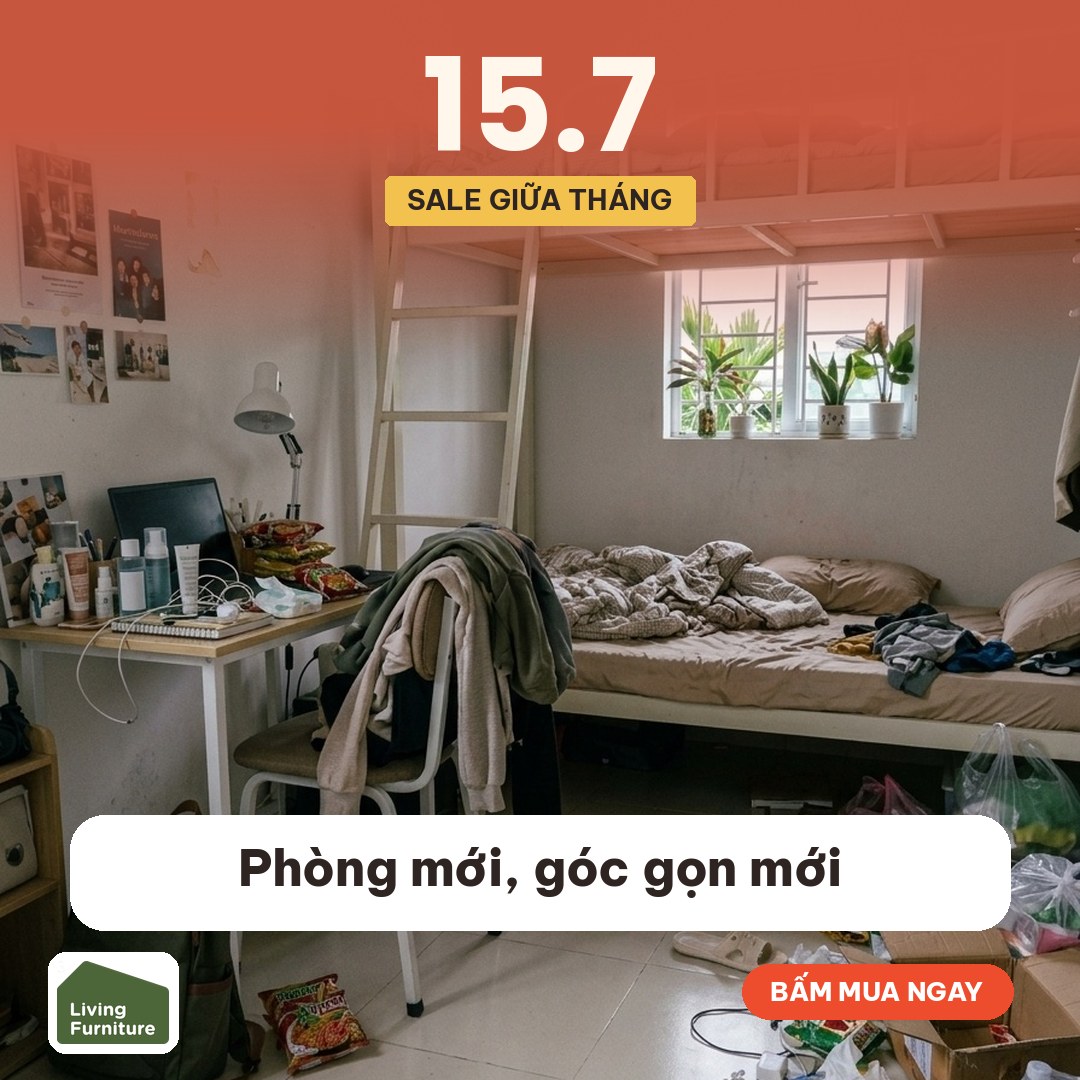 15.7
SALE GIỮA THÁNG
Phòng mới, góc gọn mới
Living
Furniture
BẤM MUA NGAY